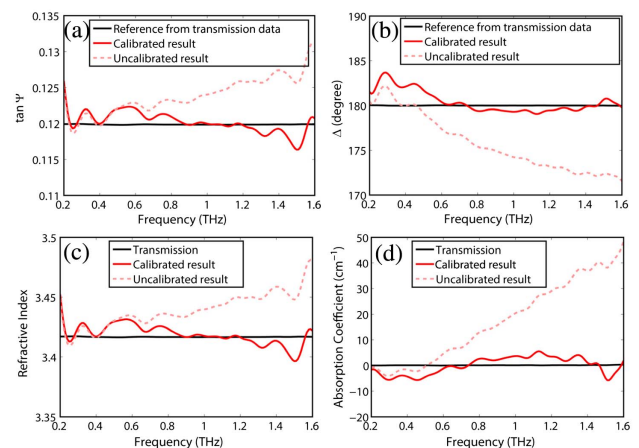 (a)
Reference from transmission data
Calibrated result
Uncalibrated result
tan Ψ
0.135
0.13
0.125
0.12
0.115
0.11
0.2 0.4 0.6 0.8 1 1.2 1.4 1.6
Frequency (THz)
(b)
Reference from transmission data
Calibrated result
Uncalibrated result
Δ (degree)
190
185
180
175
170
0.2 0.4 0.6 0.8 1 1.2 1.4 1.6
Frequency (THz)
(c)
Transmission
Calibrated result
Uncalibrated result
Refractive Index
3.5
3.45
3.4
3.35
0.2 0.4 0.6 0.8 1 1.2 1.4 1.6
Frequency (THz)
(d)
Transmission
Calibrated result
Uncalibrated result
Absorption Coefficient (cm⁻¹)
50
40
30
20
10
0
−10
−20
0.2 0.4 0.6 0.8 1 1.2 1.4 1.6
Frequency (THz)